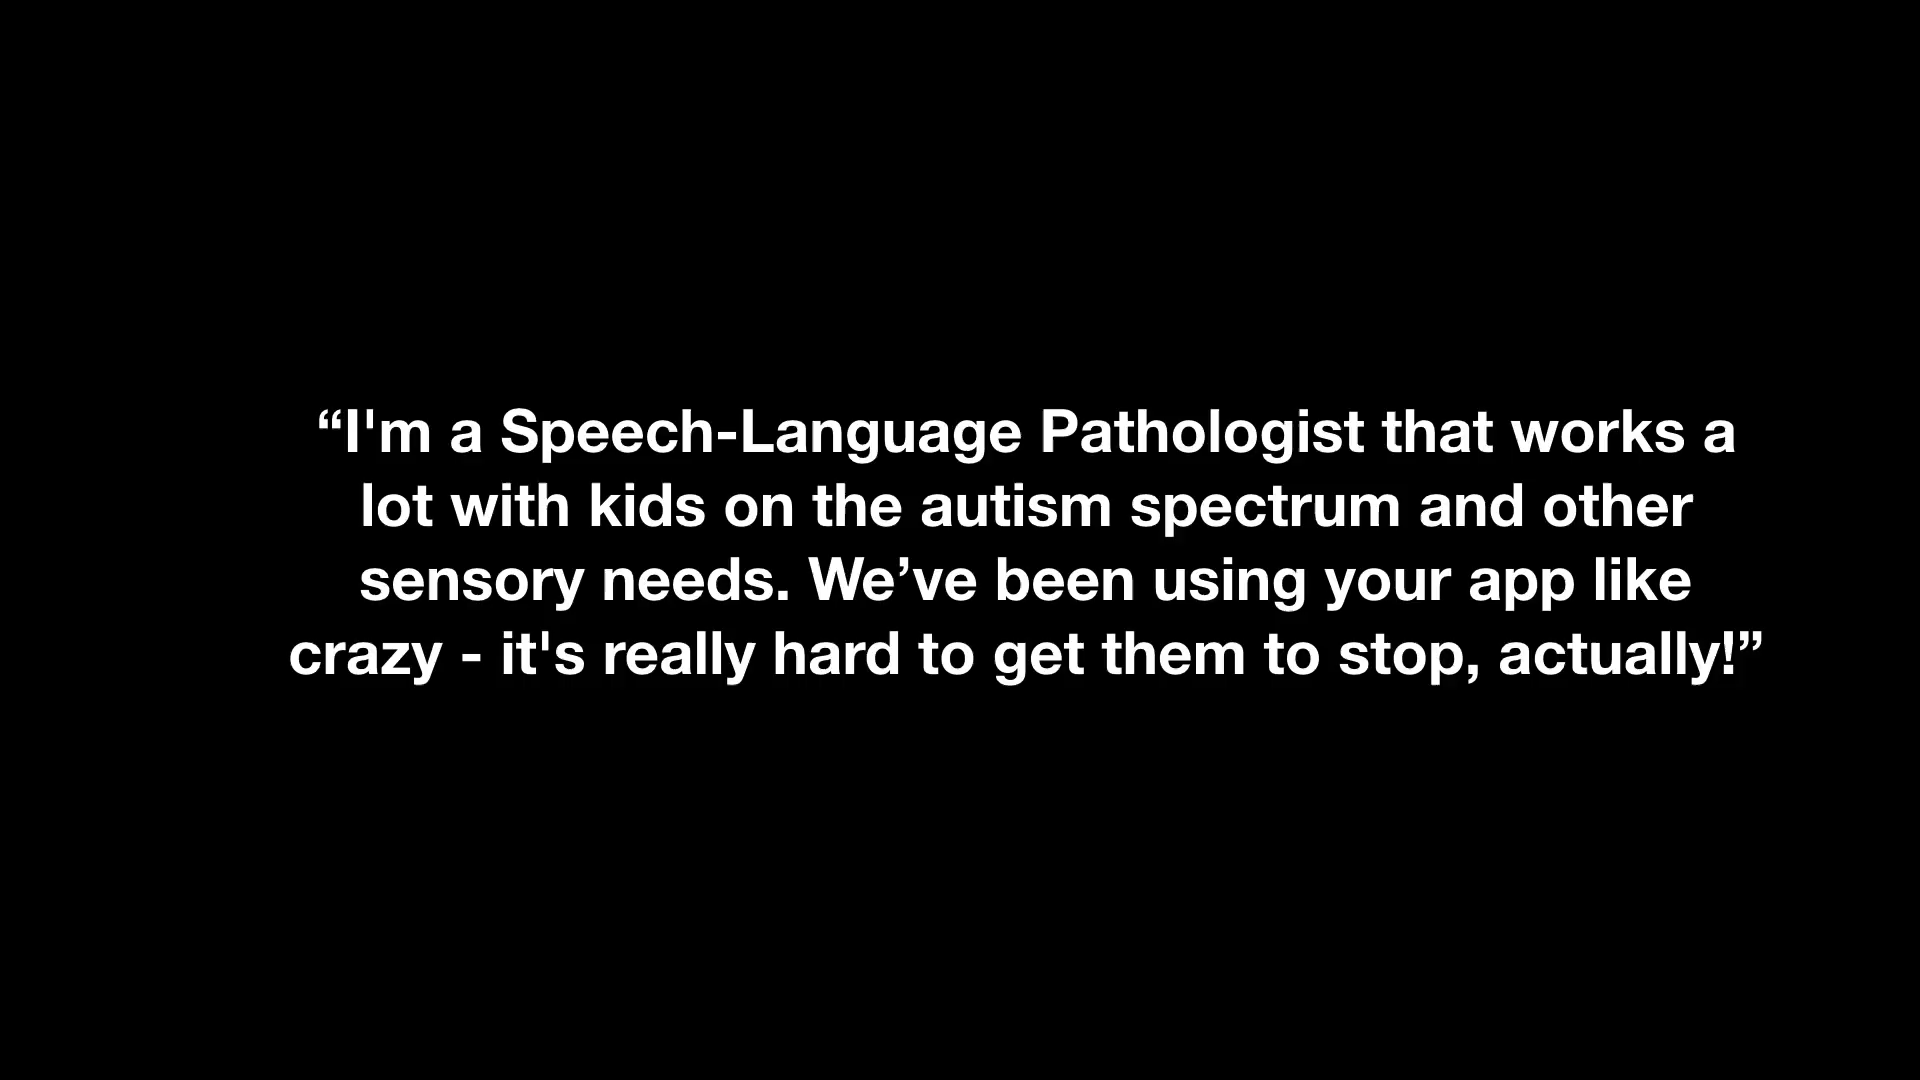 “I'm a Speech-Language Pathologist that works a
lot with kids on the autism spectrum and other
sensory needs. We’ve been using your app like
crazy - it's really hard to get them to stop, actually!”